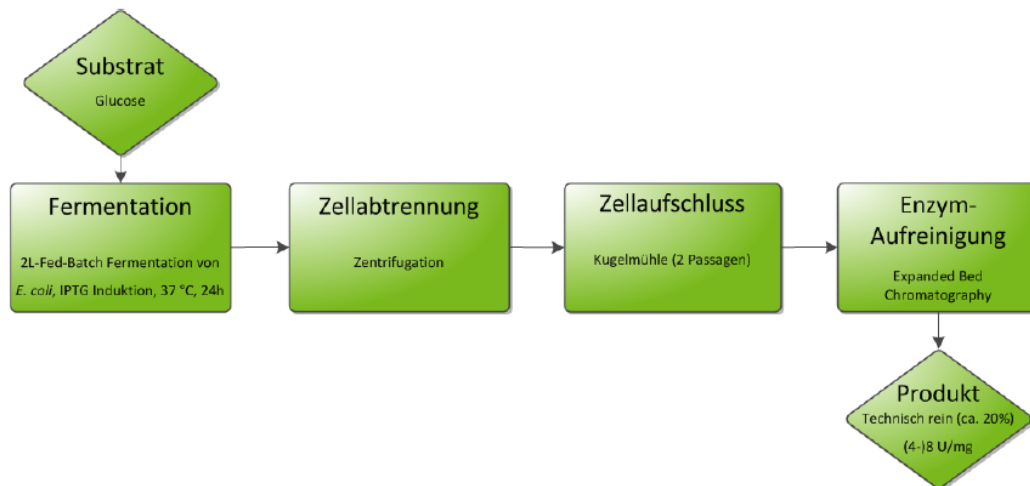 Substrat
Glucose
Fermentation
2L-Fed-Batch Fermentation von
E. coli, IPTG Induktion, 37 °C, 24h
Zellabtrennung
Zentrifugation
Zellaufschluss
Kugelmühle (2 Passagen)
Enzym-
Aufreinigung
Expanded Bed
Chromatography
Produkt
Technisch rein (ca. 20%)
(4-)8 U/mg